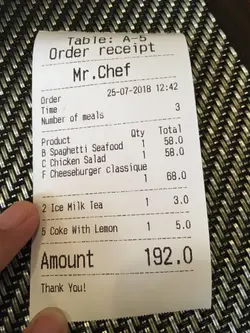 Table: A-5
Order receipt
Mr.Chef
Order 25-07-2018 12:42
Time
Number of meals 3
Product Qty Total
B Spaghetti Seafood 1 58.0
C Chicken Salad 1 58.0
F Cheeseburger classique
1 68.0
2 Ice Milk Tea 1 3.0
5 Coke With Lemon 1 5.0
Amount 192.0
Thank You!